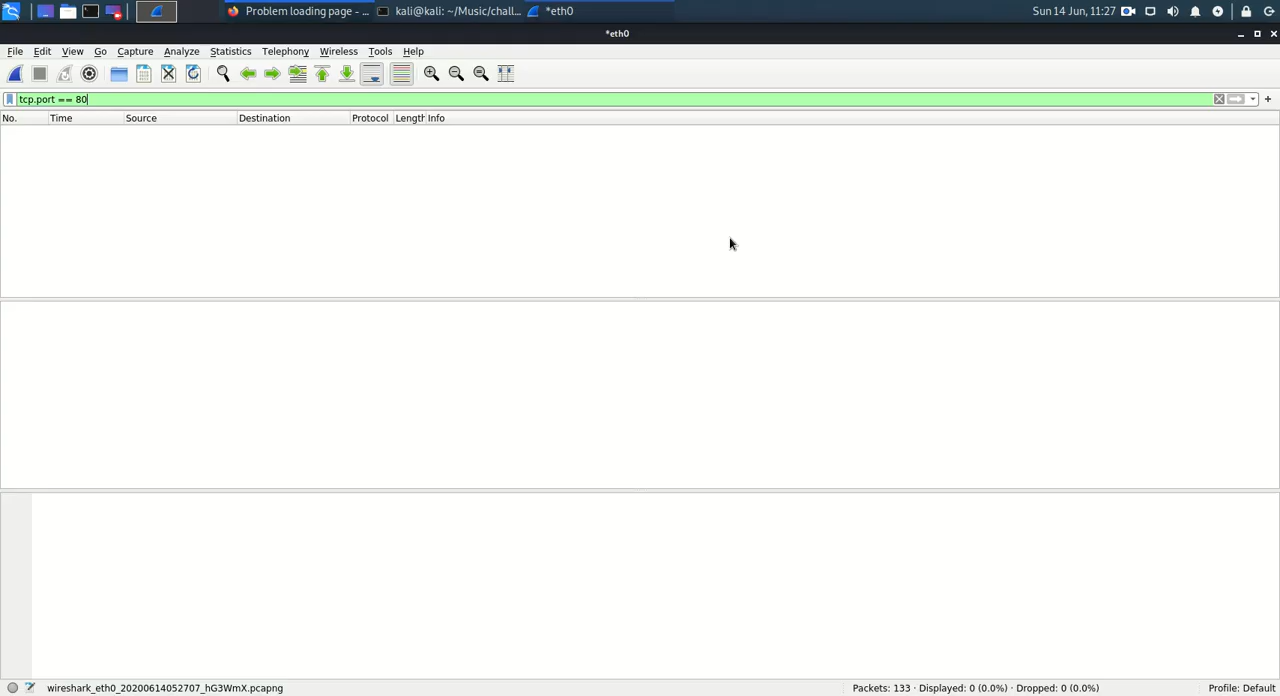 Problem loading page - ...
kali@kali: ~/Music/chall...
*eth0
Sun 14 Jun, 11:27
*eth0
File Edit View Go Capture Analyze Statistics Telephony Wireless Tools Help
tcp.port == 80
No. Time Source Destination Protocol Length Info
wireshark_eth0_20200614052707_hG3WmX.pcapng
Packets: 133 · Displayed: 0 (0.0%) · Dropped: 0 (0.0%)
Profile: Default